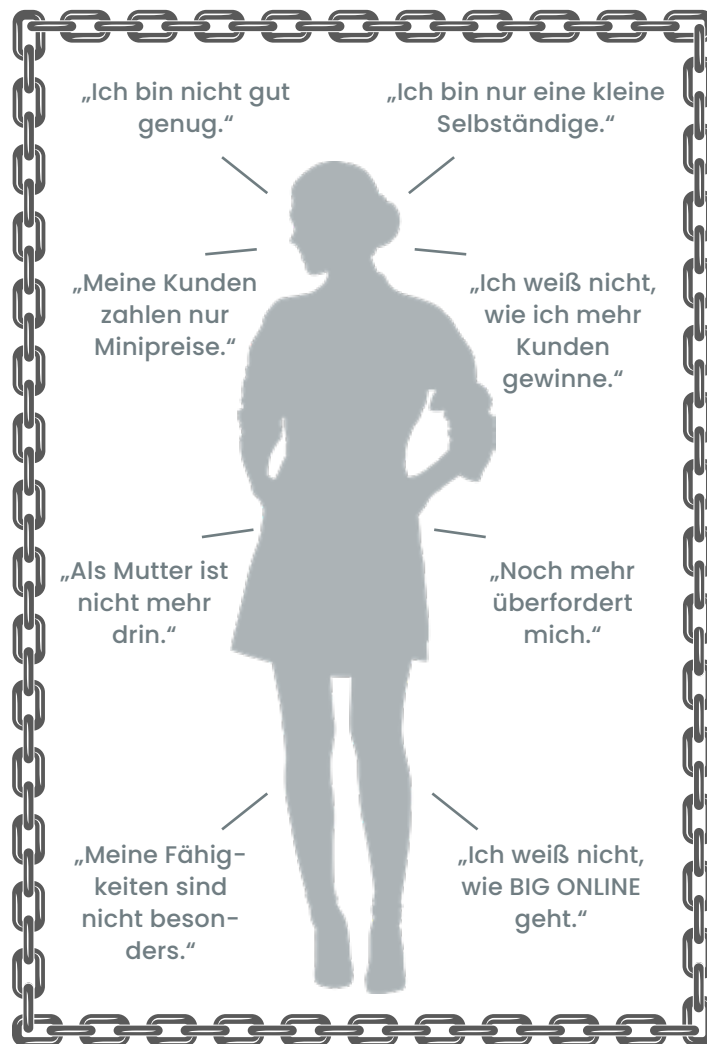 „Ich bin nicht gut
genug.“
„Ich bin nur eine kleine
Selbständige.“
„Meine Kunden
zahlen nur
Minipreise.“
„Ich weiß nicht,
wie ich mehr
Kunden
gewinne.“
„Als Mutter ist
nicht mehr
drin.“
„Noch mehr
überfordert
mich.“
„Meine Fähig-
keiten sind
nicht beson-
ders.“
„Ich weiß nicht,
wie BIG ONLINE
geht.“